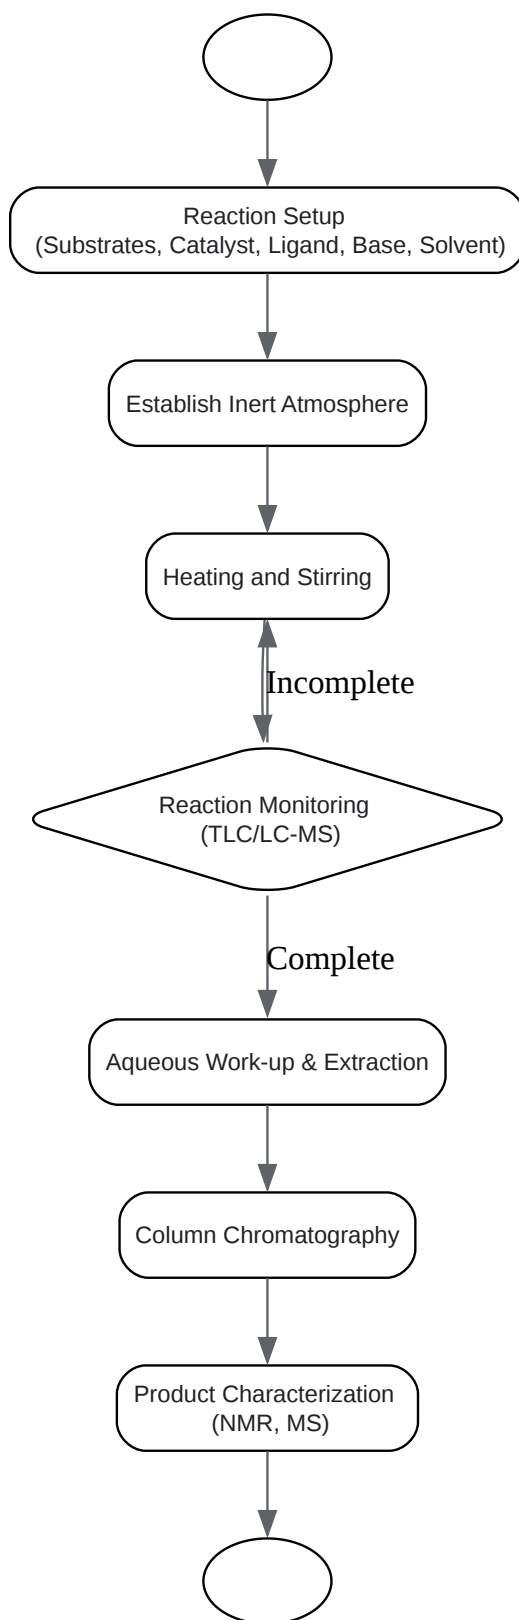 Reaction Setup
(Substrates, Catalyst, Ligand, Base, Solvent)
Establish Inert Atmosphere
Heating and Stirring
Incomplete
Reaction Monitoring
(TLC/LC-MS)
Complete
Aqueous Work-up & Extraction
Column Chromatography
Product Characterization
(NMR, MS)